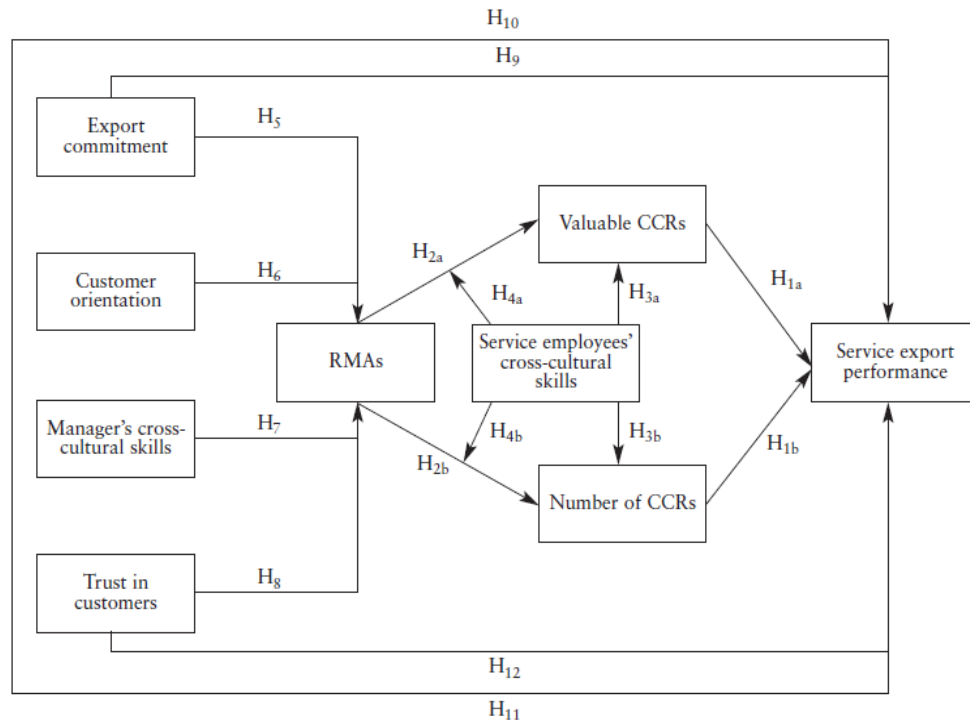 H10
H9
Export
commitment
H5
Valuable CCRs
H2a
Customer
orientation
H6
H4a
H3a
H1a
RMAs
Service employees'
cross-cultural
skills
Service export
performance
Manager's cross-
cultural skills
H7
H4b
H3b
H2b
H1b
Number of CCRs
Trust in
customers
H8
H12
H11